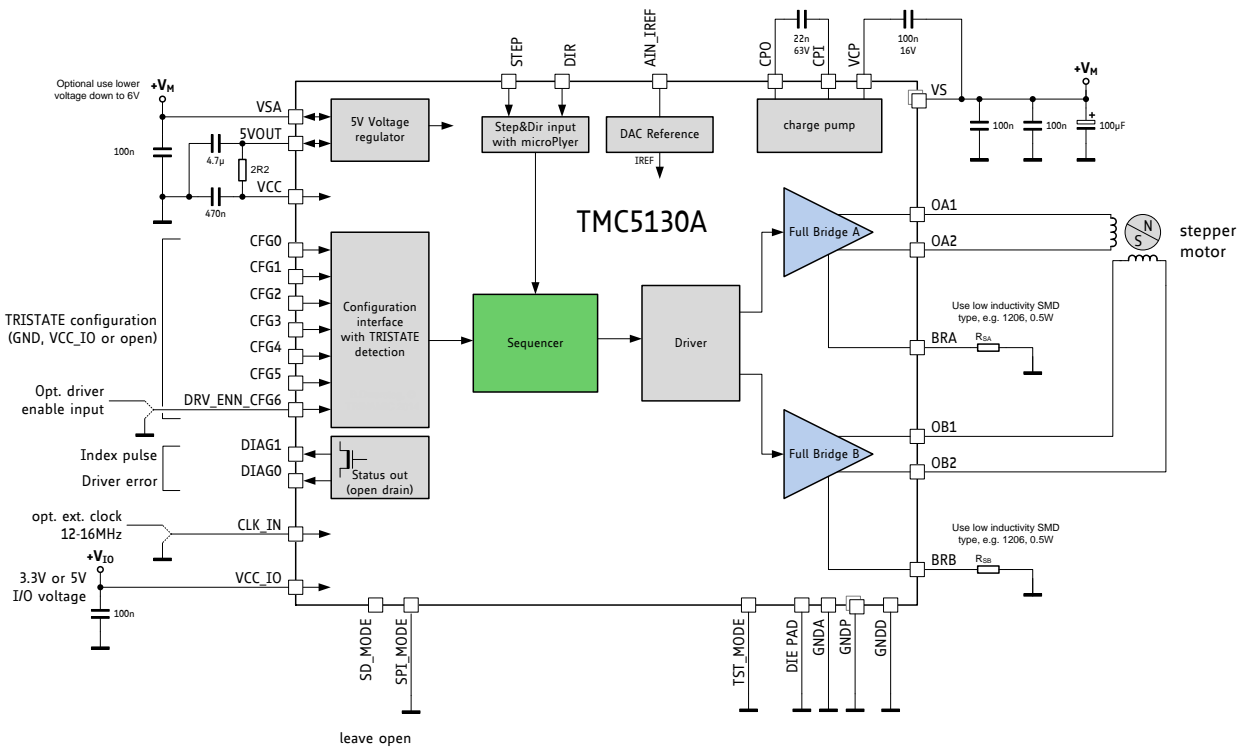 STEP
DIR
AIN_IREF
CPO
22n
63V
CPI
VCP
100n
16V
+VM
VS
100n
100n
+
100µF
Optional use lower
voltage down to 6V
+VM
VSA
5VOUT
100n
4.7µ
2R2
VCC
470n
5V Voltage
regulator
Step&Dir input
with microPlyer
DAC Reference
IREF
charge pump
TMC5130A
Full Bridge A
OA1
OA2
N
S
stepper
motor
Use low inductivity SMD
type, e.g. 1206, 0.5W
BRA
RSA
CFG0
CFG1
CFG2
CFG3
CFG4
CFG5
DRV_ENN_CFG6
TRISTATE configuration
(GND, VCC_IO or open)
Opt. driver
enable input
Configuration
interface
with TRISTATE
detection
Sequencer
Driver
Full Bridge B
OB1
OB2
Index pulse
Driver error
DIAG1
DIAG0
Status out
(open drain)
opt. ext. clock
12-16MHz
CLK_IN
Use low inductivity SMD
type, e.g. 1206, 0.5W
BRB
RSB
+VIO
3.3V or 5V
I/O voltage
VCC_IO
100n
SD_MODE
SPI_MODE
TST_MODE
DIE PAD
GNDA
GNDP
GNDD
leave open